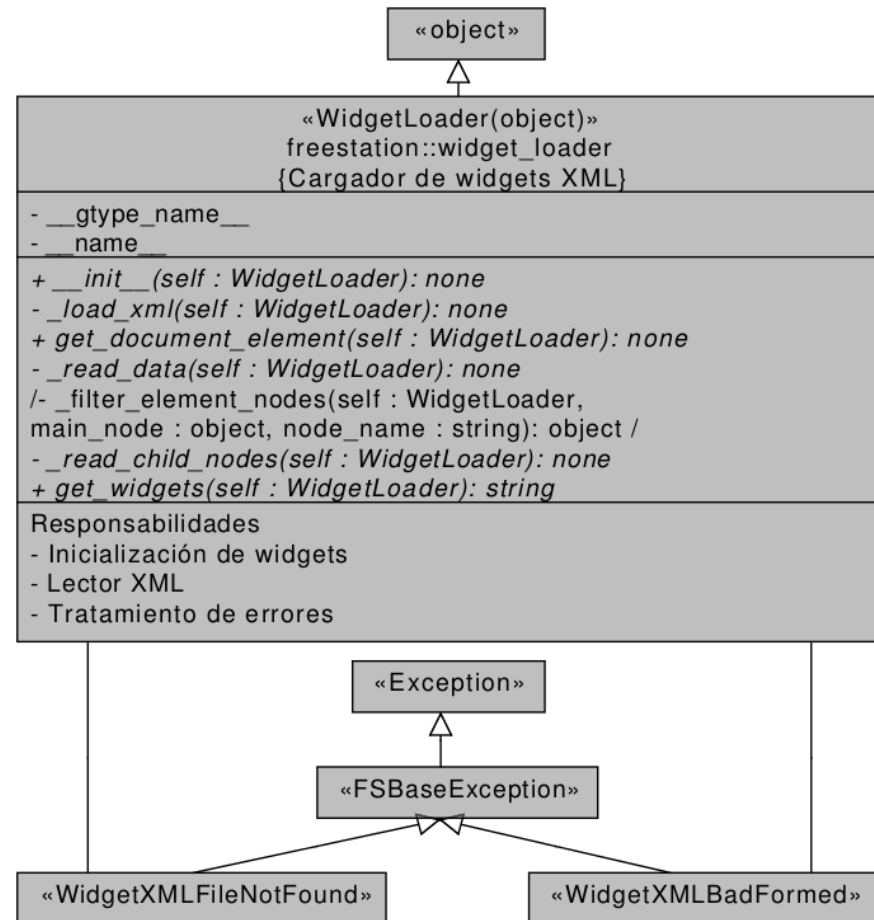 «object»
«WidgetLoader(object)»
freestation::widget_loader
{Cargador de widgets XML}
- __gtype_name__
- __name__
+ __init__(self : WidgetLoader): none
- _load_xml(self : WidgetLoader): none
+ get_document_element(self : WidgetLoader): none
- _read_data(self : WidgetLoader): none
/- _filter_element_nodes(self : WidgetLoader,
main_node : object, node_name : string): object /
- _read_child_nodes(self : WidgetLoader): none
+ get_widgets(self : WidgetLoader): string
Responsabilidades
- Inicialización de widgets
- Lector XML
- Tratamiento de errores
«Exception»
«FSBaseException»
«WidgetXMLFileNotFound»
«WidgetXMLBadFormed»